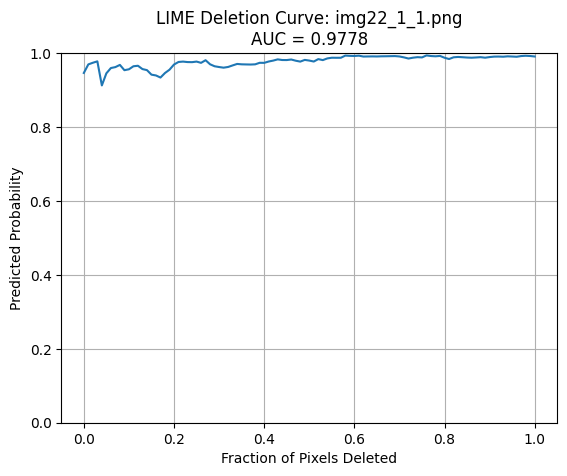 LIME Deletion Curve: img22_1_1.png
AUC = 0.9778
1.0
0.8
0.6
0.4
0.2
0.0
Predicted Probability
0.0 0.2 0.4 0.6 0.8 1.0
Fraction of Pixels Deleted